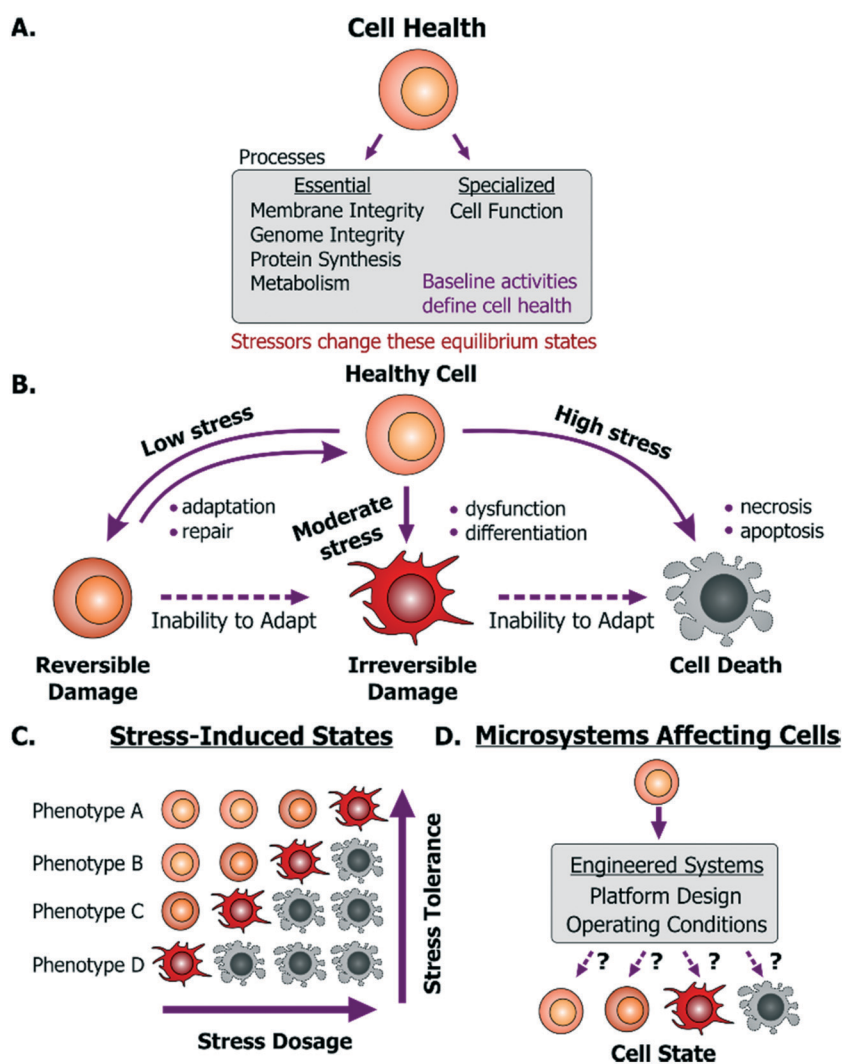 A.
Cell Health
Processes
Essential
Membrane Integrity
Genome Integrity
Protein Synthesis
Metabolism
Specialized
Cell Function
Baseline activities
define cell health
Stressors change these equilibrium states
B.
Healthy Cell
Low stress
High stress
• adaptation
• repair
Moderate
stress
• dysfunction
• differentiation
• necrosis
• apoptosis
Inability to Adapt
Inability to Adapt
Reversible
Damage
Irreversible
Damage
Cell Death
C.
Stress-Induced States
Phenotype A
Phenotype B
Phenotype C
Phenotype D
Stress Tolerance
Stress Dosage
D.
Microsystems Affecting Cells
Engineered Systems
Platform Design
Operating Conditions
? ? ? ?
Cell State